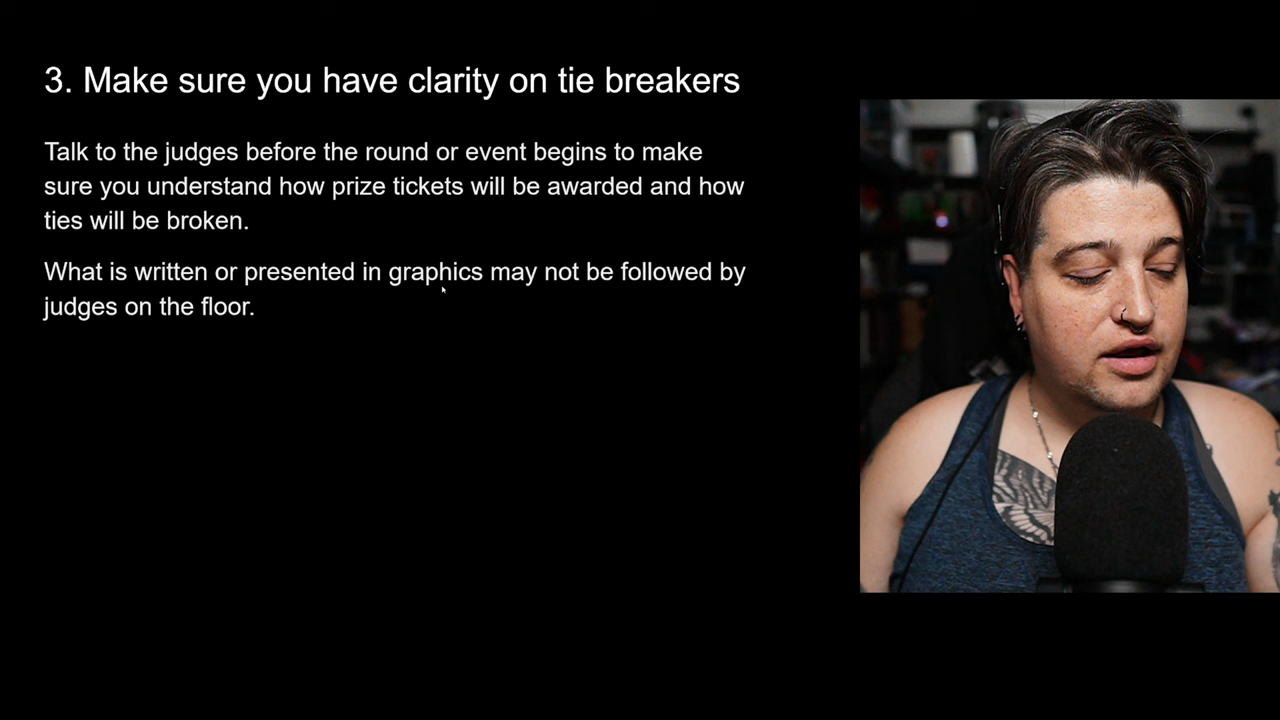 3. Make sure you have clarity on tie breakers
Talk to the judges before the round or event begins to make
sure you understand how prize tickets will be awarded and how
ties will be broken.
What is written or presented in graphics may not be followed by
judges on the floor.